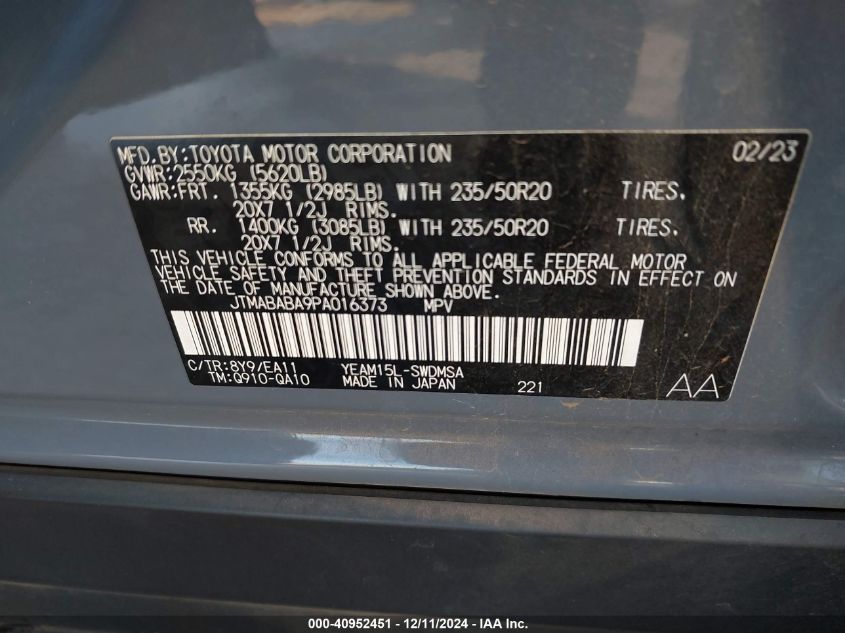 MFD. BY:TOYOTA MOTOR CORPORATION 02/23
GVWR:2550KG (5620LB)
GAWR:FRT. 1355KG (2985LB) WITH 235/50R20 TIRES.
20X7 1/2J RIMS.
RR. 1400KG (3085LB) WITH 235/50R20 TIRES.
20X7 1/2J RIMS.
THIS VEHICLE CONFORMS TO ALL APPLICABLE FEDERAL MOTOR
VEHICLE SAFETY AND THEFT PREVENTION STANDARDS IN EFFECT ON
THE DATE OF MANUFACTURE SHOWN ABOVE.
JTMABABA9PA016373 MPV
C/TR:8Y9/EA11 YEAM15L-SWDMSA
TM:Q910-QA10 MADE IN JAPAN 221 AA
000-40952451 - 12/11/2024 - IAA Inc.